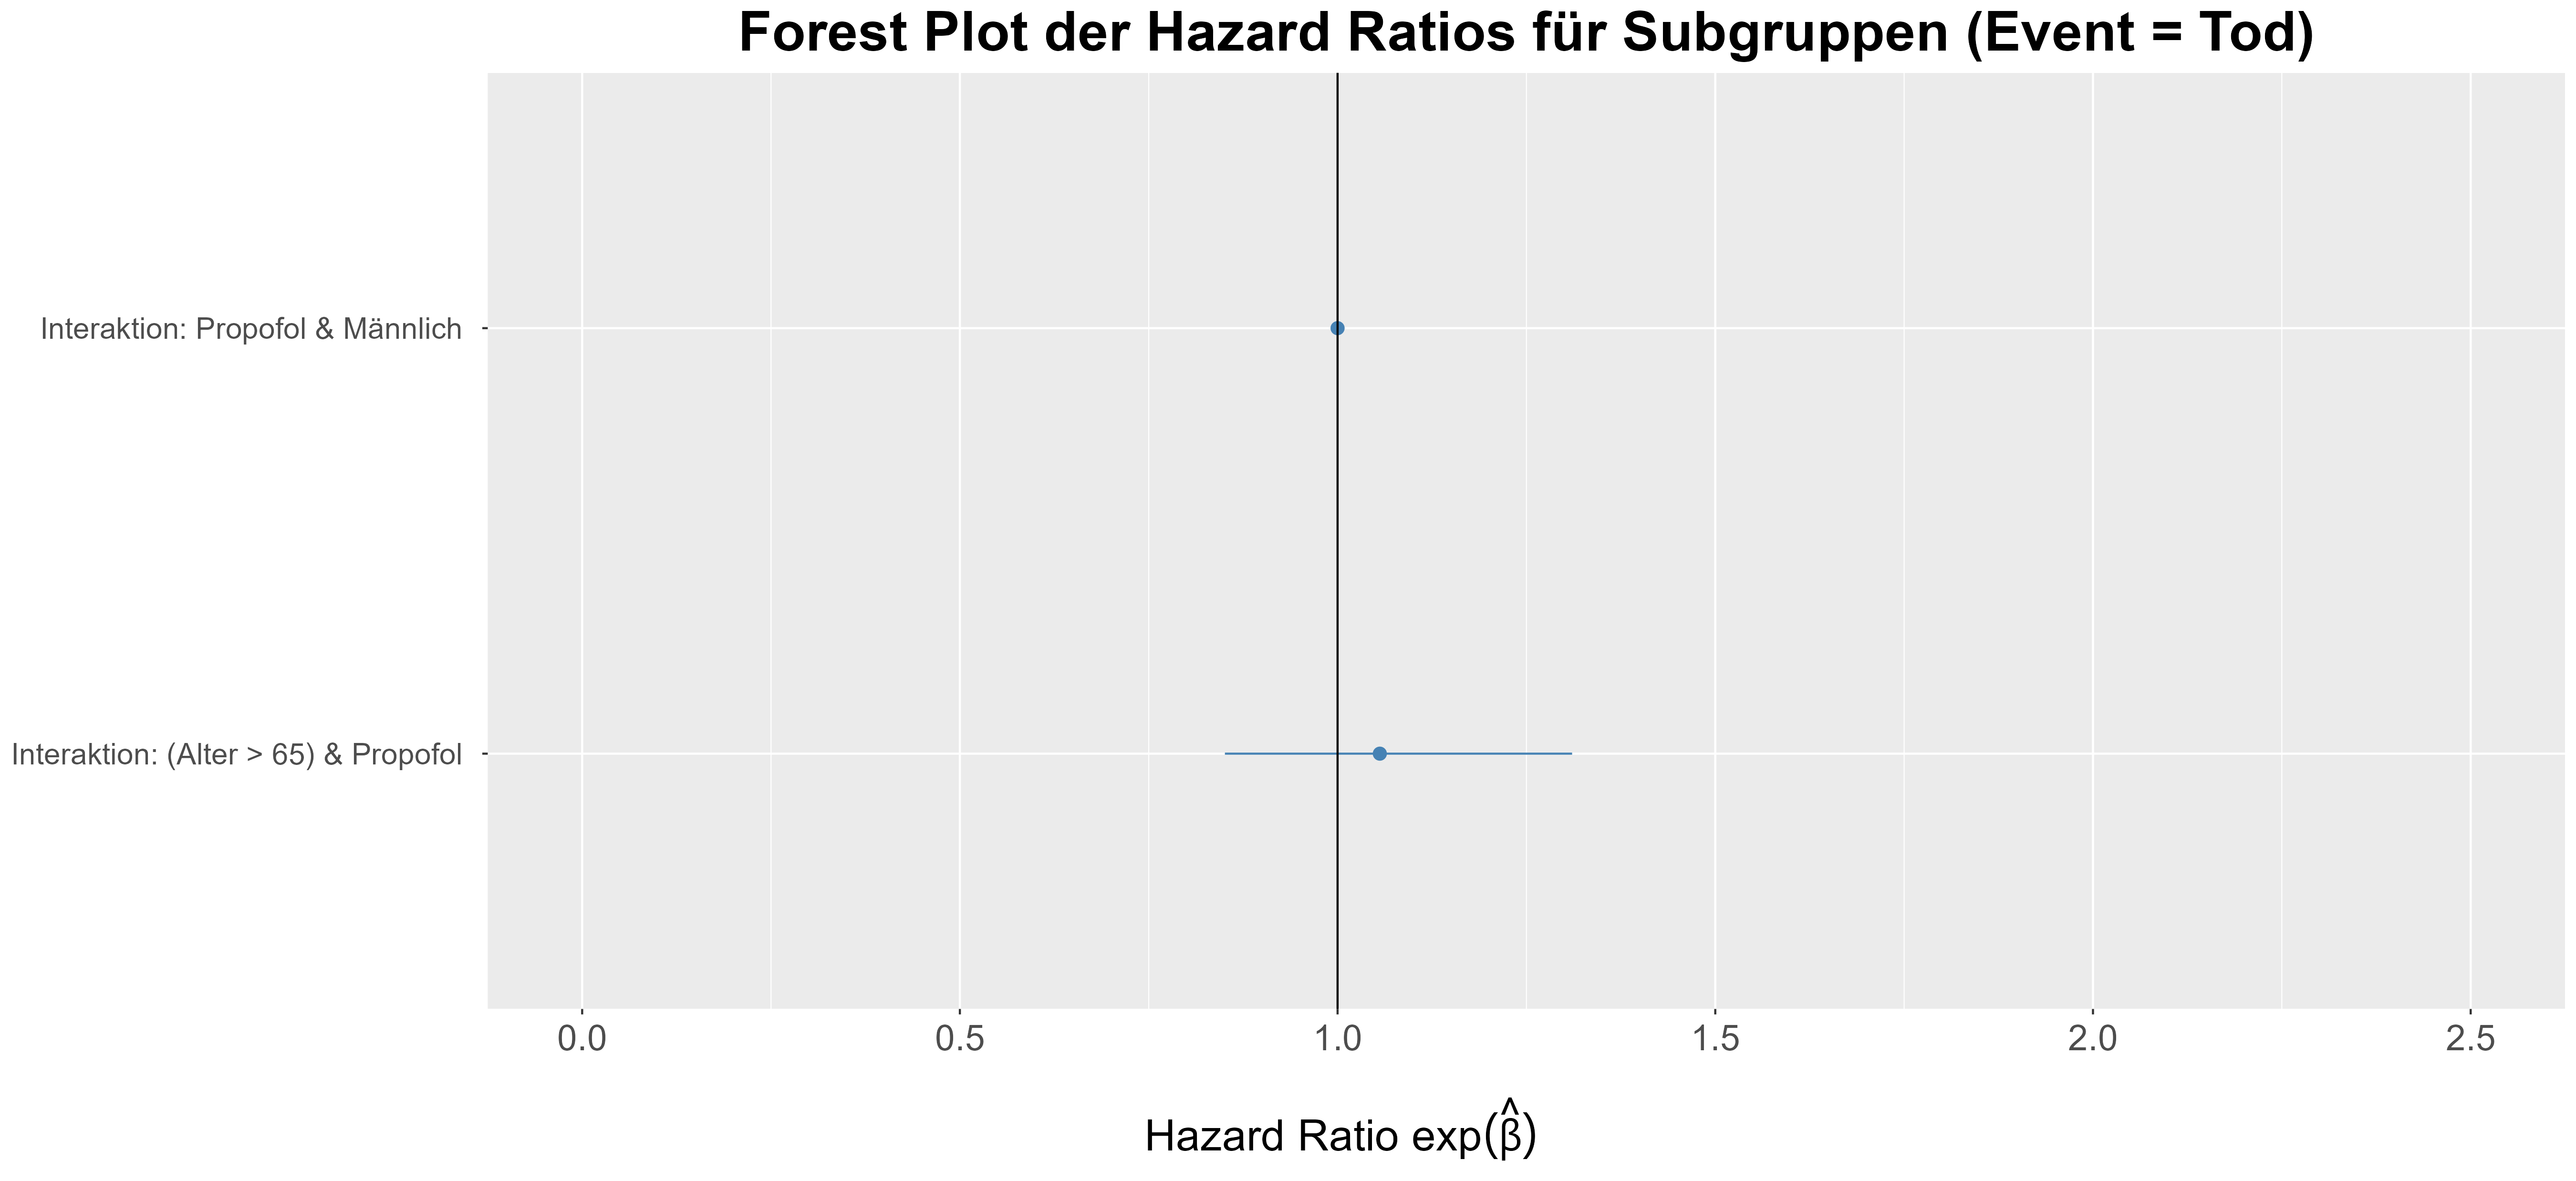 Forest Plot der Hazard Ratios für Subgruppen (Event = Tod)
Interaktion: Propofol & Männlich
Interaktion: (Alter > 65) & Propofol
0.0 0.5 1.0 1.5 2.0 2.5
Hazard Ratio exp(β̂)